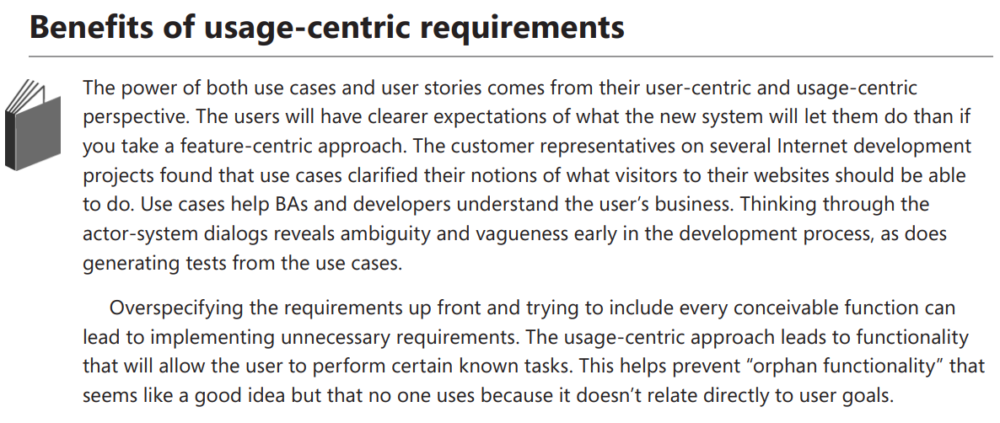 Benefits of usage-centric requirements
The power of both use cases and user stories comes from their user-centric and usage-centric
perspective. The users will have clearer expectations of what the new system will let them do than if
you take a feature-centric approach. The customer representatives on several Internet development
projects found that use cases clarified their notions of what visitors to their websites should be able
to do. Use cases help BAs and developers understand the user’s business. Thinking through the
actor-system dialogs reveals ambiguity and vagueness early in the development process, as does
generating tests from the use cases.
Overspecifying the requirements up front and trying to include every conceivable function can
lead to implementing unnecessary requirements. The usage-centric approach leads to functionality
that will allow the user to perform certain known tasks. This helps prevent “orphan functionality” that
seems like a good idea but that no one uses because it doesn’t relate directly to user goals.